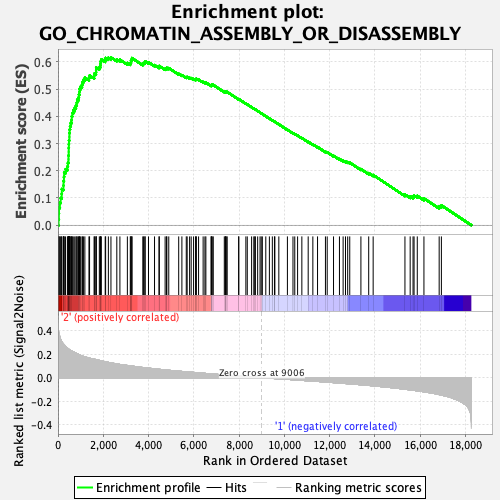 Enrichment plot:
GO_CHROMATIN_ASSEMBLY_OR_DISASSEMBLY
Enrichment score (ES)
0.6
0.5
0.4
0.3
0.2
0.1
0.0
'2' (positively correlated)
Ranked list metric (Signal2Noise)
0.4
0.2
0.0
-0.2
-0.4
Zero cross at 9006
'1' (negatively correlated)
0
2,000
4,000
6,000
8,000
10,000
12,000
14,000
16,000
18,000
Rank in Ordered Dataset
Enrichment profile
Hits
Ranking metric scores